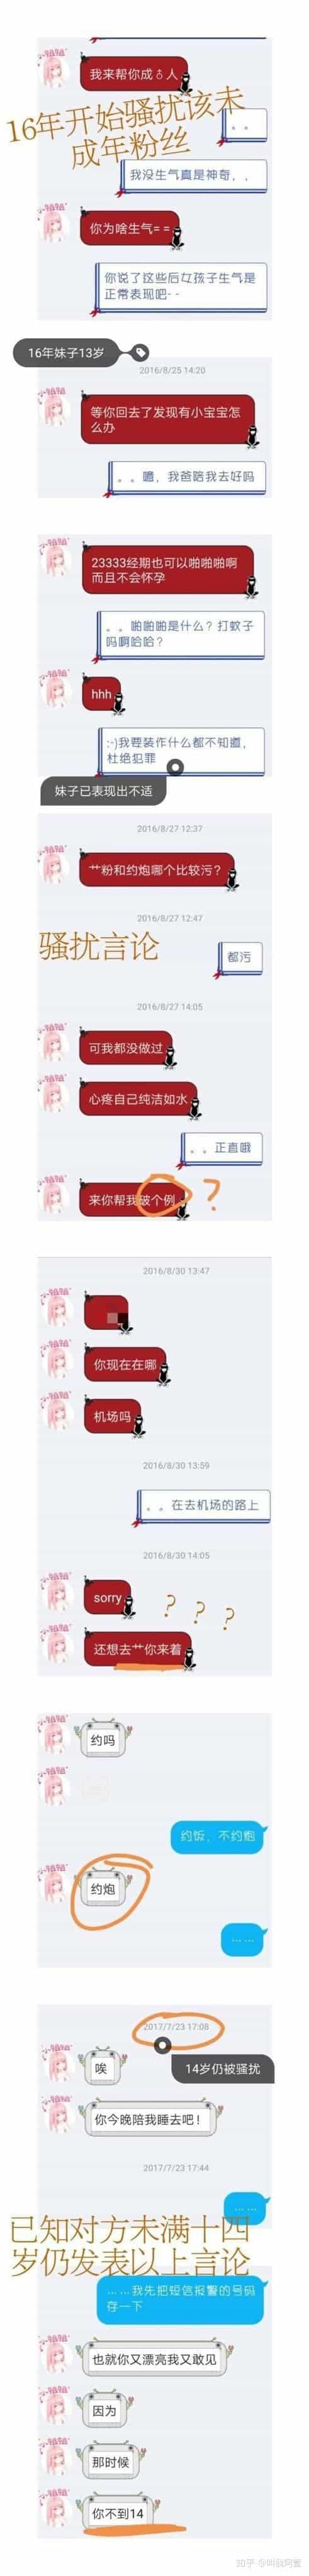 我来帮你成♂人
16年开始骚扰该未
成年粉丝
。。
我没生气真是神奇，，
你为啥生气= =
你说了这些后女孩子生气是
正常表现吧- -
16年妹子13岁
2016/8/25 14:20
等你回去了发现有小宝宝怎
么办
。。噫，我爸陪我去好吗
23333经期也可以啪啪啪啊
而且不会怀孕
。。啪啪啪是什么？打蚊子
吗啊哈哈？
hhh
:-)我要装作什么都不知道，
杜绝犯罪
妹子已表现出不适
2016/8/27 12:37
艹粉和约炮哪个比较污？
2016/8/27 12:47
骚扰言论
都污
2016/8/27 14:05
可我都没做过
心疼自己纯洁如水
。。正直哦
来你帮我破个例
？
2016/8/30 13:47
你现在在哪
机场吗
2016/8/30 13:59
。。在去机场的路上
2016/8/30 14:05
sorry
？？？
还想去艹你来着
约吗
约饭，不约炮
约炮
……
2017/7/23 17:08
唉
14岁仍被骚扰
你今晚陪我睡去吧！
2017/7/23 17:44
……
已知对方未满十四
岁仍发表以上言论
……我先把短信报警的号码
存一下
也就你又漂亮我又敢见
因为
那时候
你不到14